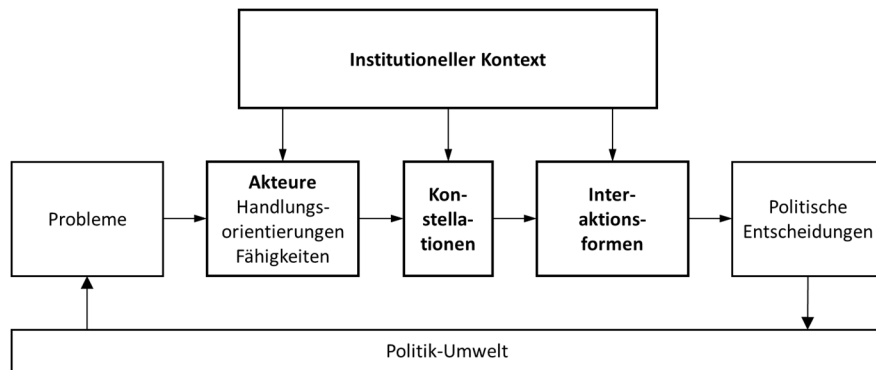 Institutioneller Kontext
Probleme
Akteure
Handlungs-
orientierungen
Fähigkeiten
Kon-
stella-
tionen
Inter-
aktions-
formen
Politische
Entscheidungen
Politik-Umwelt